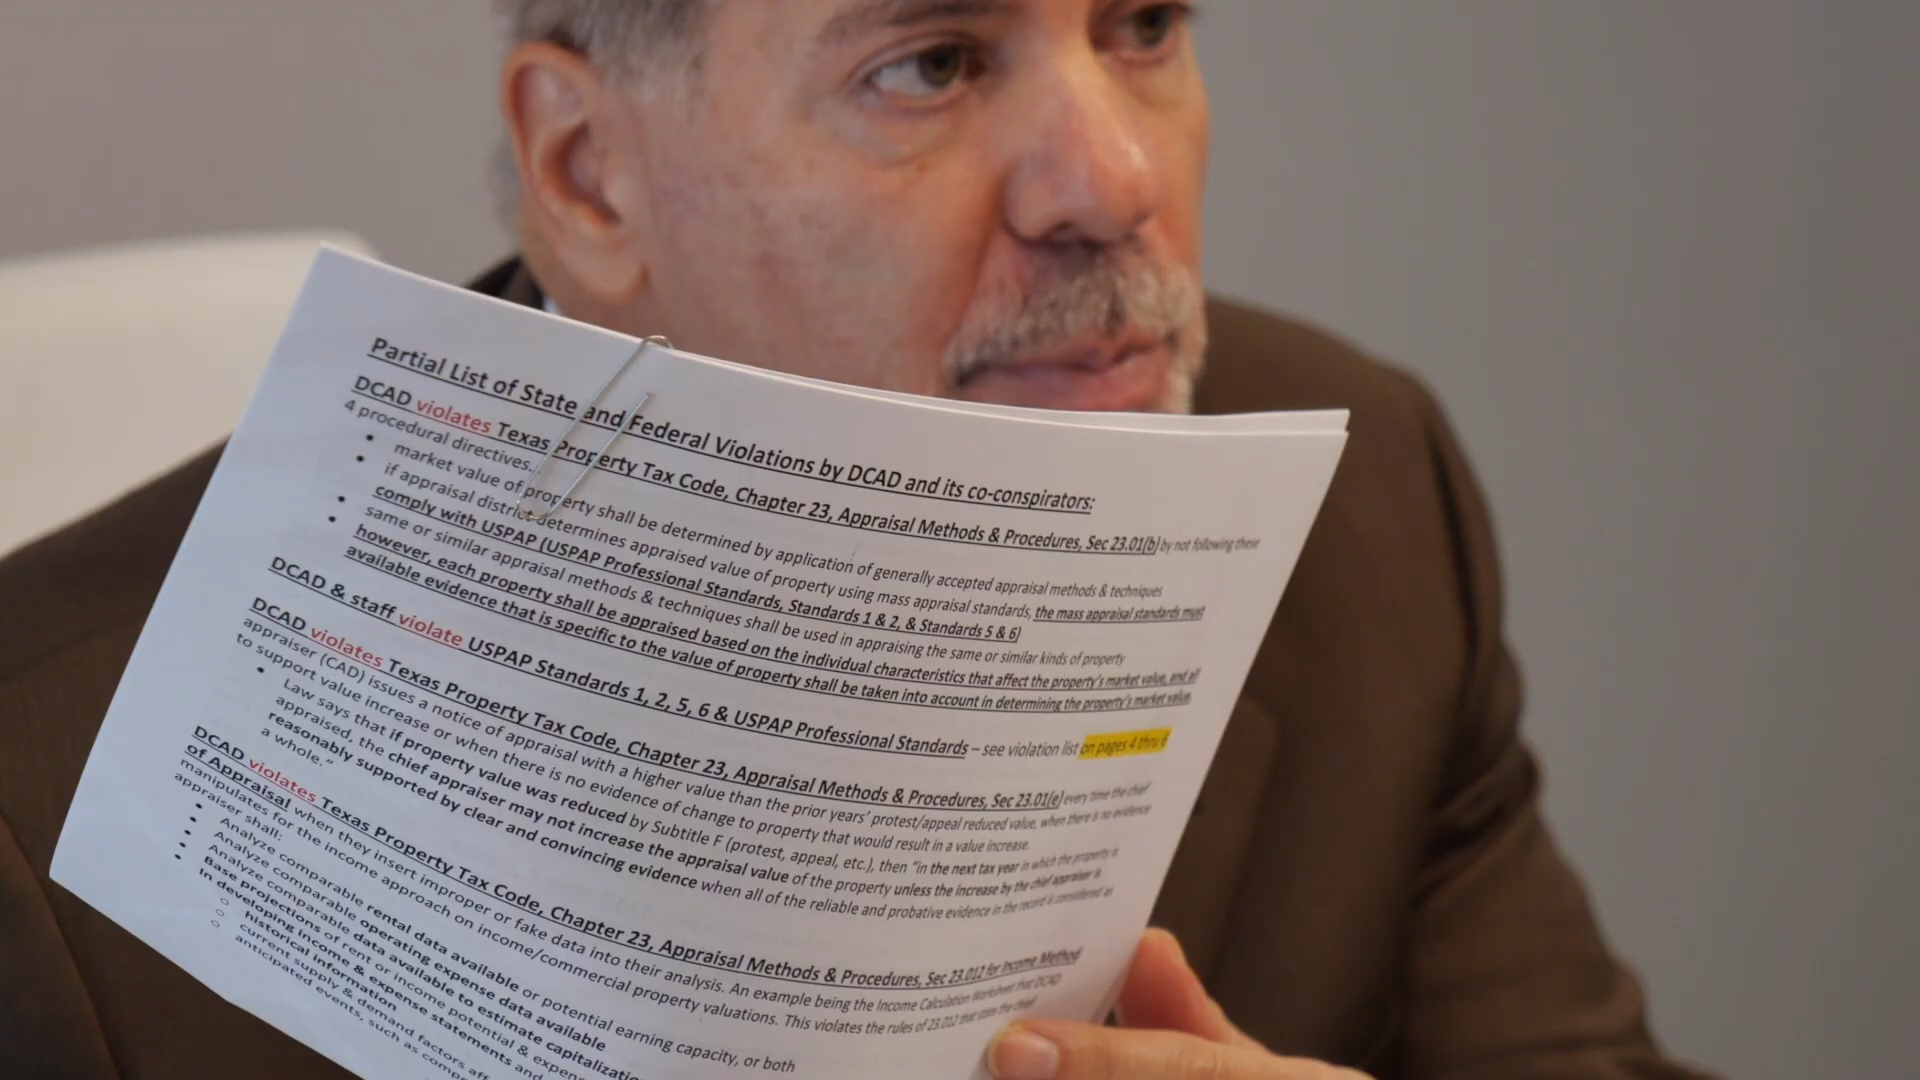 Partial List of State and Federal Violations by DCAD and its co-conspirators:
DCAD violates Texas Property Tax Code, Chapter 23, Appraisal Methods & Procedures, Sec 23.01(b) by not following these
4 procedural directives...
• market value of property shall be determined by application of generally accepted appraisal methods & techniques
• if appraisal district determines appraised value of property using mass appraisal standards, the mass appraisal standards must
comply with USPAP (USPAP Professional Standards, Standards 1 & 2, & Standards 5 & 6)
• same or similar appraisal methods & techniques shall be used in appraising the same or similar kinds of property
• however, each property shall be appraised based on the individual characteristics that affect the property's market value, and all
available evidence that is specific to the value of property shall be taken into account in determining the property's market value.
DCAD & staff violate USPAP Standards 1, 2, 5, 6 & USPAP Professional Standards – see violation list on pages 4 thru 6
DCAD violates Texas Property Tax Code, Chapter 23, Appraisal Methods & Procedures, Sec 23.01(e) every time the chief
appraiser (CAD) issues a notice of appraisal with a higher value than the prior years' protest/appeal reduced value, when there is no evidence
to support value increase or when there is no evidence of change to property that would result in a value increase.
• Law says that if property value was reduced by Subtitle F (protest, appeal, etc.), then "in the next tax year in which the property is
appraised, the chief appraiser may not increase the appraisal value of the property unless the increase by the chief appraiser is
reasonably supported by clear and convincing evidence when all of the reliable and probative evidence in the record is considered as
a whole."
DCAD violates Texas Property Tax Code, Chapter 23, Appraisal Methods & Procedures, Sec 23.012 for Income Method
of Appraisal when they insert improper or fake data into their analysis. An example being the Income Calculation Worksheet that DCAD
manipulates for the income approach on income/commercial property valuations. This violates the rules of 23.012 that state the chief
appraiser shall:
• Analyze comparable rental data available or potential earning capacity, or both
• Analyze comparable operating expense data available
• Analyze comparable data available to estimate capitalizatio
• Base projections of rent or income potential & expen
In developing income & expense statements and
○ historical information
○ current supply & demand factors aff
○ anticipated events, such as comp